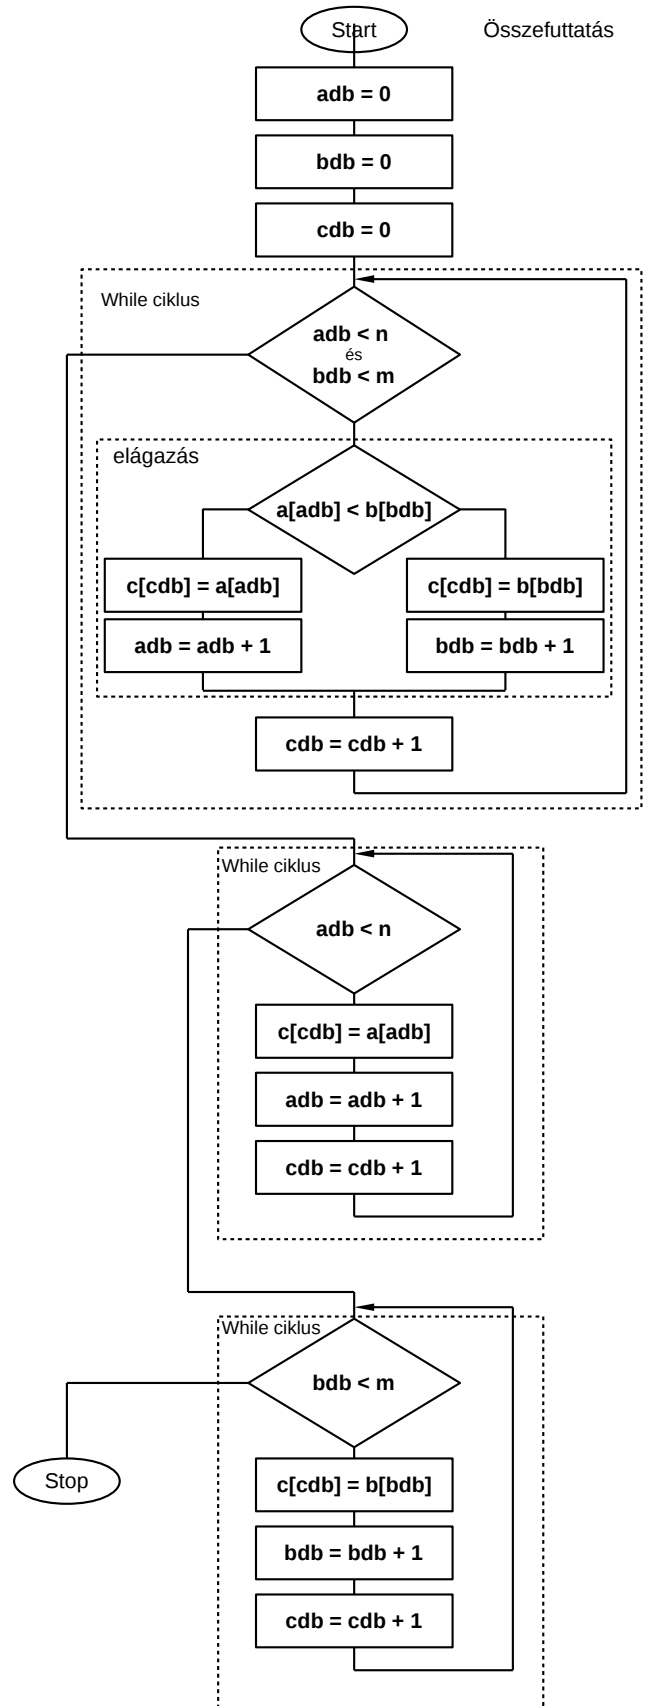 Start
Összefuttatás
adb = 0
bdb = 0
cdb = 0
While ciklus
adb < n
és
bdb < m
elágazás
a[adb] < b[bdb]
c[cdb] = a[adb]
c[cdb] = b[bdb]
adb = adb + 1
bdb = bdb + 1
cdb = cdb + 1
While ciklus
adb < n
c[cdb] = a[adb]
adb = adb + 1
cdb = cdb + 1
While ciklus
bdb < m
Stop
c[cdb] = b[bdb]
bdb = bdb + 1
cdb = cdb + 1